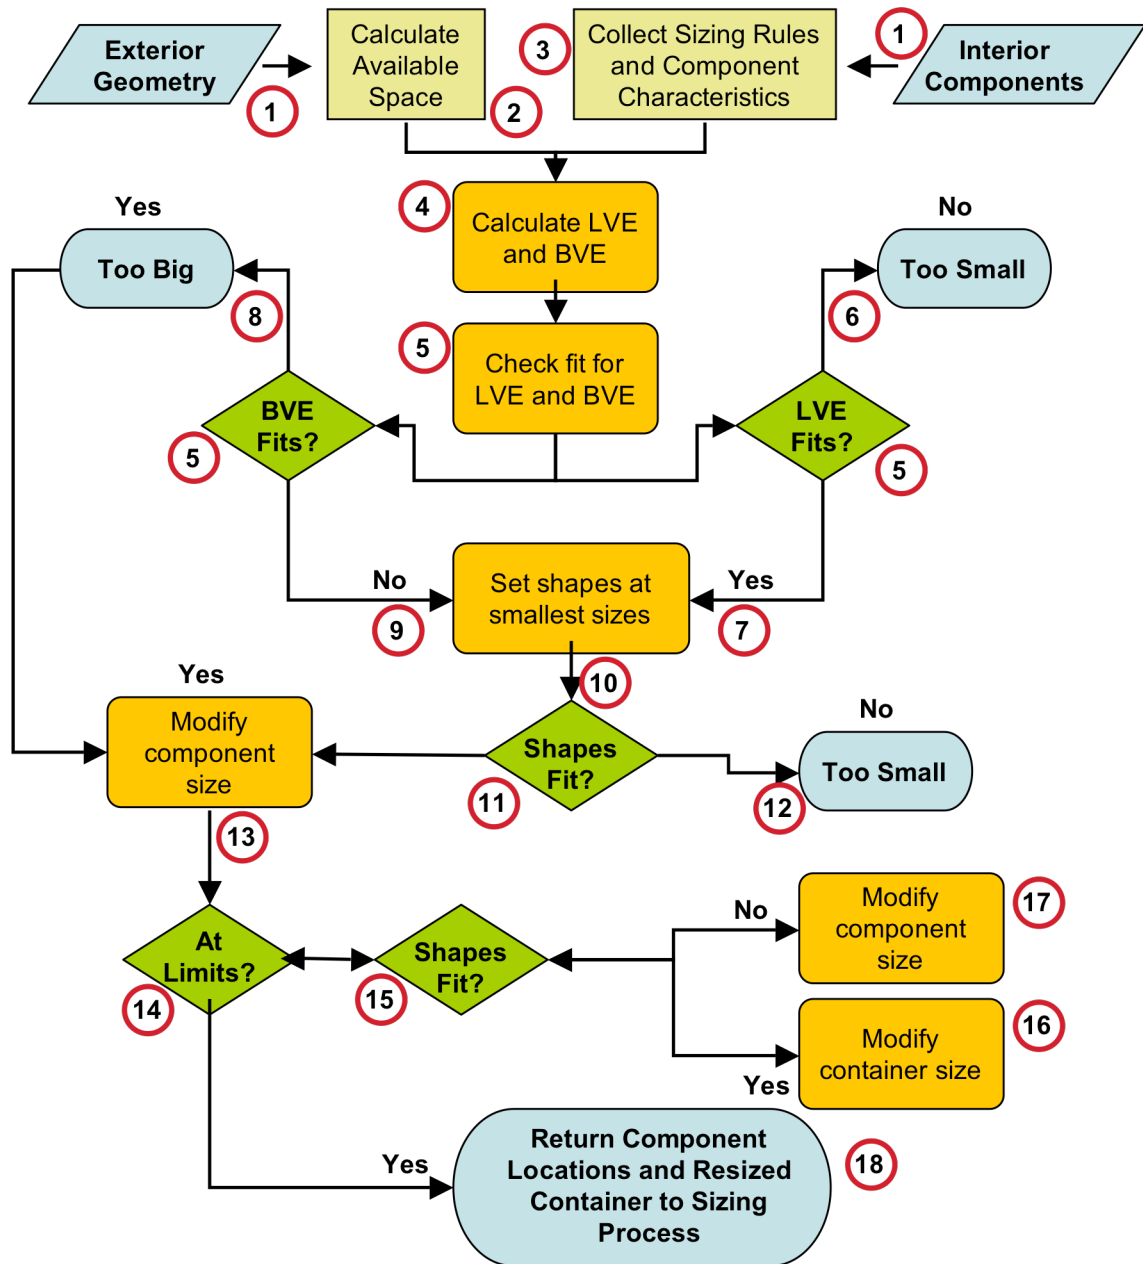 Exterior
Geometry
1
Calculate
Available
Space
2
3
Collect Sizing Rules
and Component
Characteristics
1
Interior
Components
4
Calculate LVE
and BVE
Yes
Too Big
8
No
Too Small
6
5
Check fit for
LVE and BVE
BVE
Fits?
5
LVE
Fits?
5
No
9
Set shapes at
smallest sizes
Yes
7
10
Yes
Modify
component
size
Shapes
Fit?
11
No
Too Small
12
13
At
Limits?
14
Shapes
Fit?
15
No
Modify
component
size
17
Yes
Modify
container size
16
Yes
Return Component
Locations and Resized
Container to Sizing
Process
18